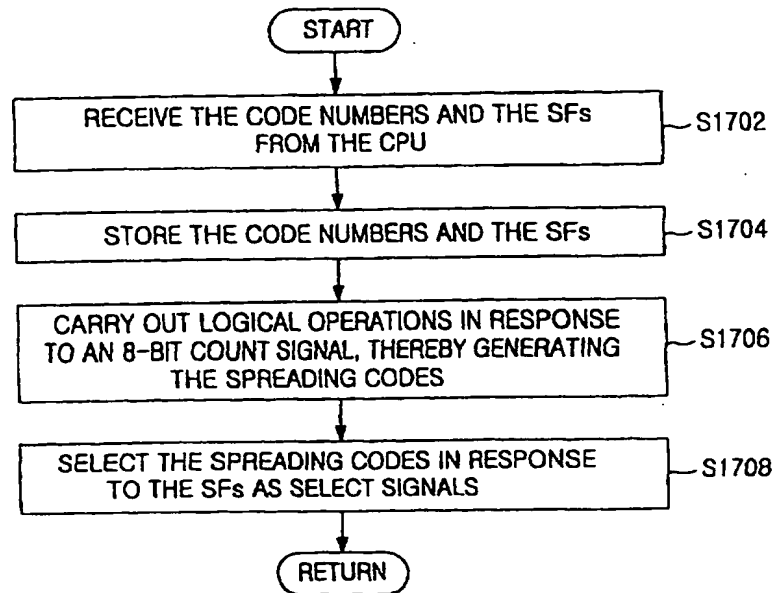 START
RECEIVE THE CODE NUMBERS AND THE SFs
FROM THE CPU
S1702
STORE THE CODE NUMBERS AND THE SFs
S1704
CARRY OUT LOGICAL OPERATIONS IN RESPONSE
TO AN 8-BIT COUNT SIGNAL, THEREBY GENERATING
THE SPREADING CODES
S1706
SELECT THE SPREADING CODES IN RESPONSE
TO THE SFs AS SELECT SIGNALS
S1708
RETURN